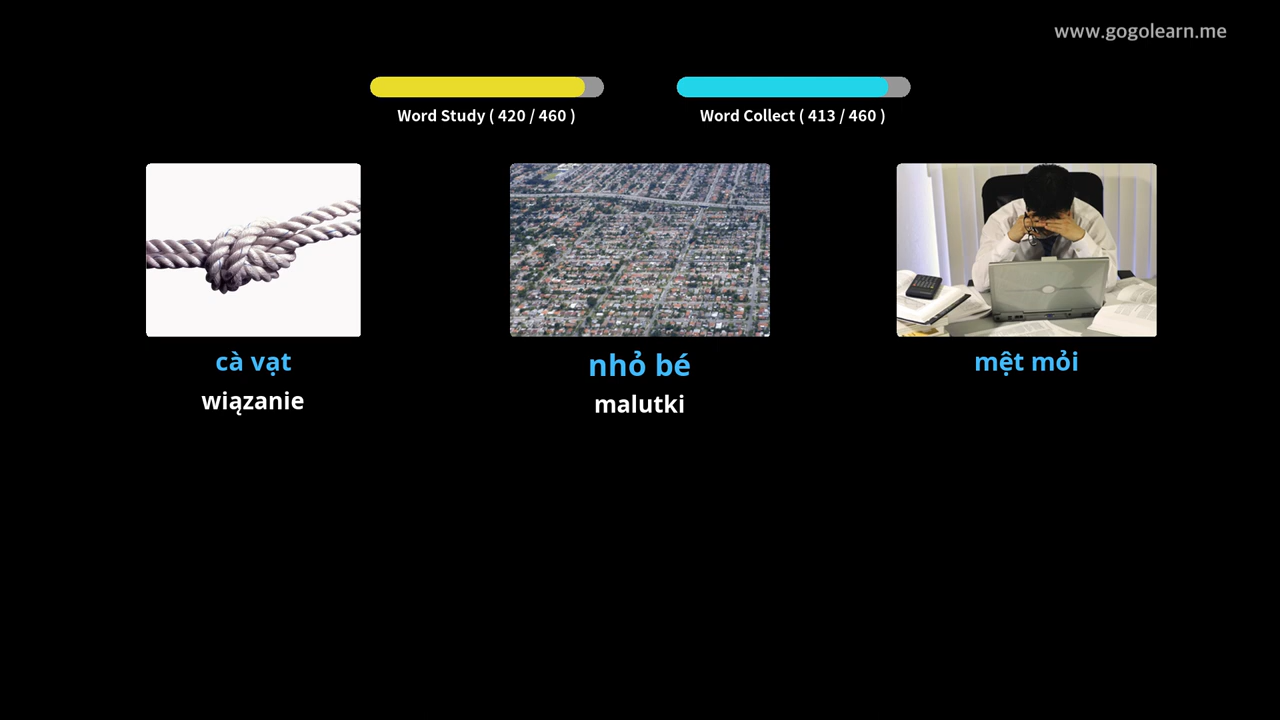 www.gogolearn.me
Word Study ( 420 / 460 )
Word Collect ( 413 / 460 )
cà vạt
wiązanie
nhỏ bé
malutki
mệt mỏi